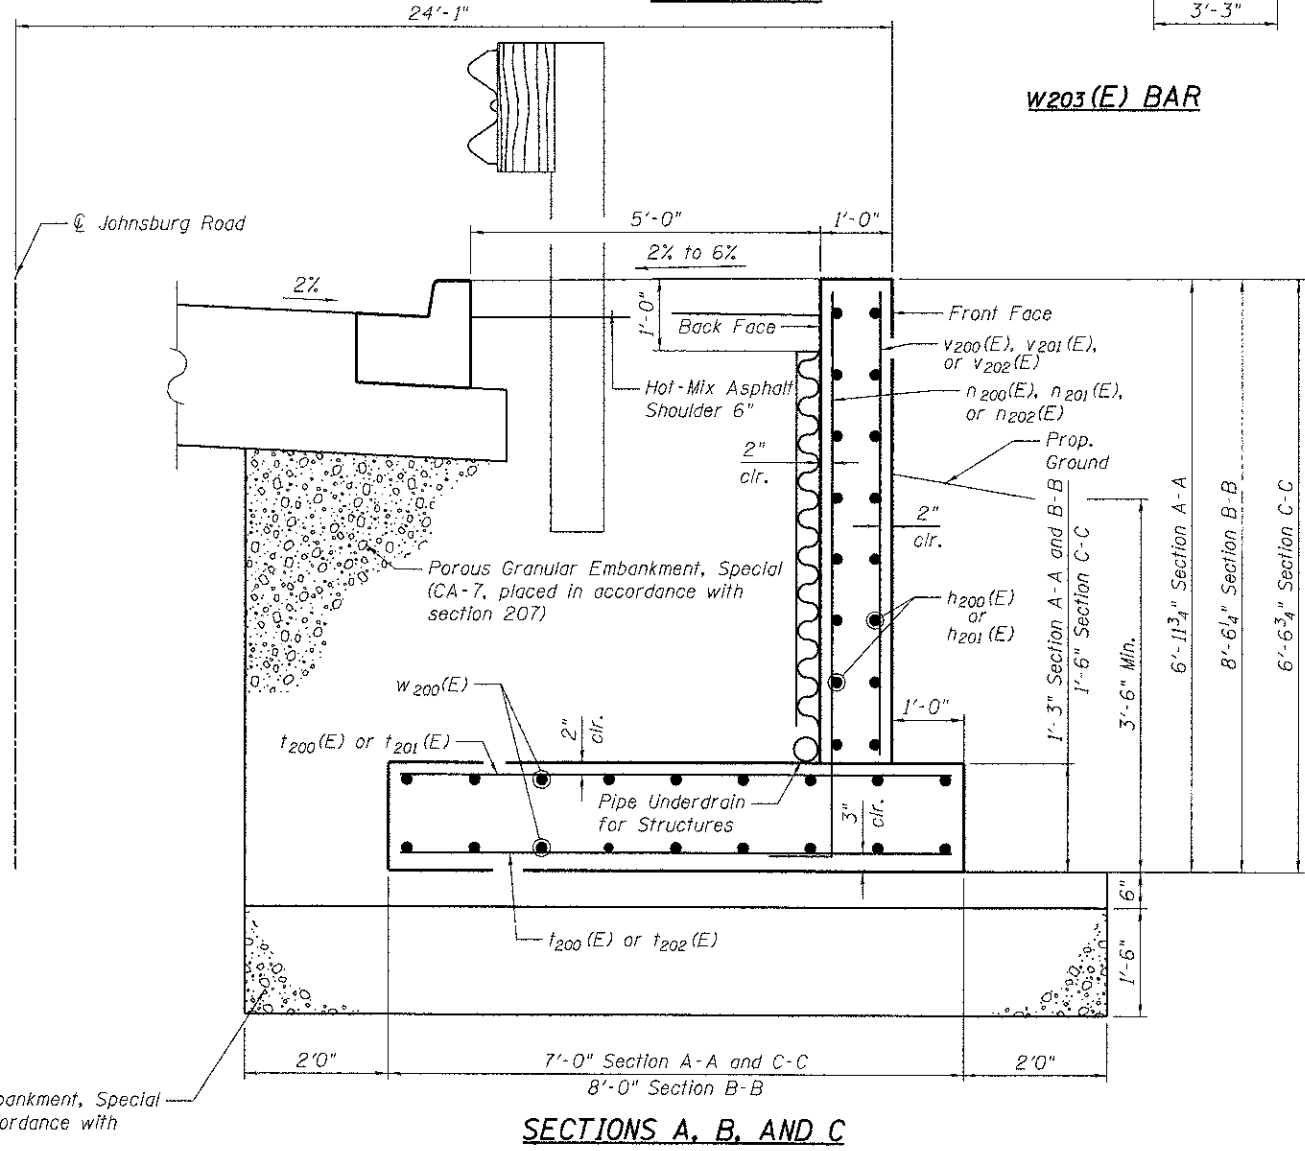 24'-1"
3'-3"
W203(E) BAR
℄ Johnsburg Road
5'-0"
1'-0"
2% to 6%
2%
1'-0"
Back Face
Front Face
v200(E), v201(E),
or v202(E)
Hot-Mix Asphalt
Shoulder 6"
n200(E), n201(E),
or n202(E)
2"
clr.
Prop.
Ground
2"
clr.
Porous Granular Embankment, Special
(CA-7, placed in accordance with
section 207)
h200(E)
or
h201(E)
1'-3" Section A-A and B-B
1'-6" Section C-C
3'-6" Min.
6'-11¾" Section A-A
8'-6¼" Section B-B
6'-6¾" Section C-C
w200(E)
1'-0"
t200(E) or t201(E)
2"
clr.
Pipe Underdrain
for Structures
3"
clr.
6"
t200(E) or t202(E)
1'-6"
2'0"
7'-0" Section A-A and C-C
8'-0" Section B-B
2'0"
bankment, Special
ordance with
SECTIONS A, B, AND C